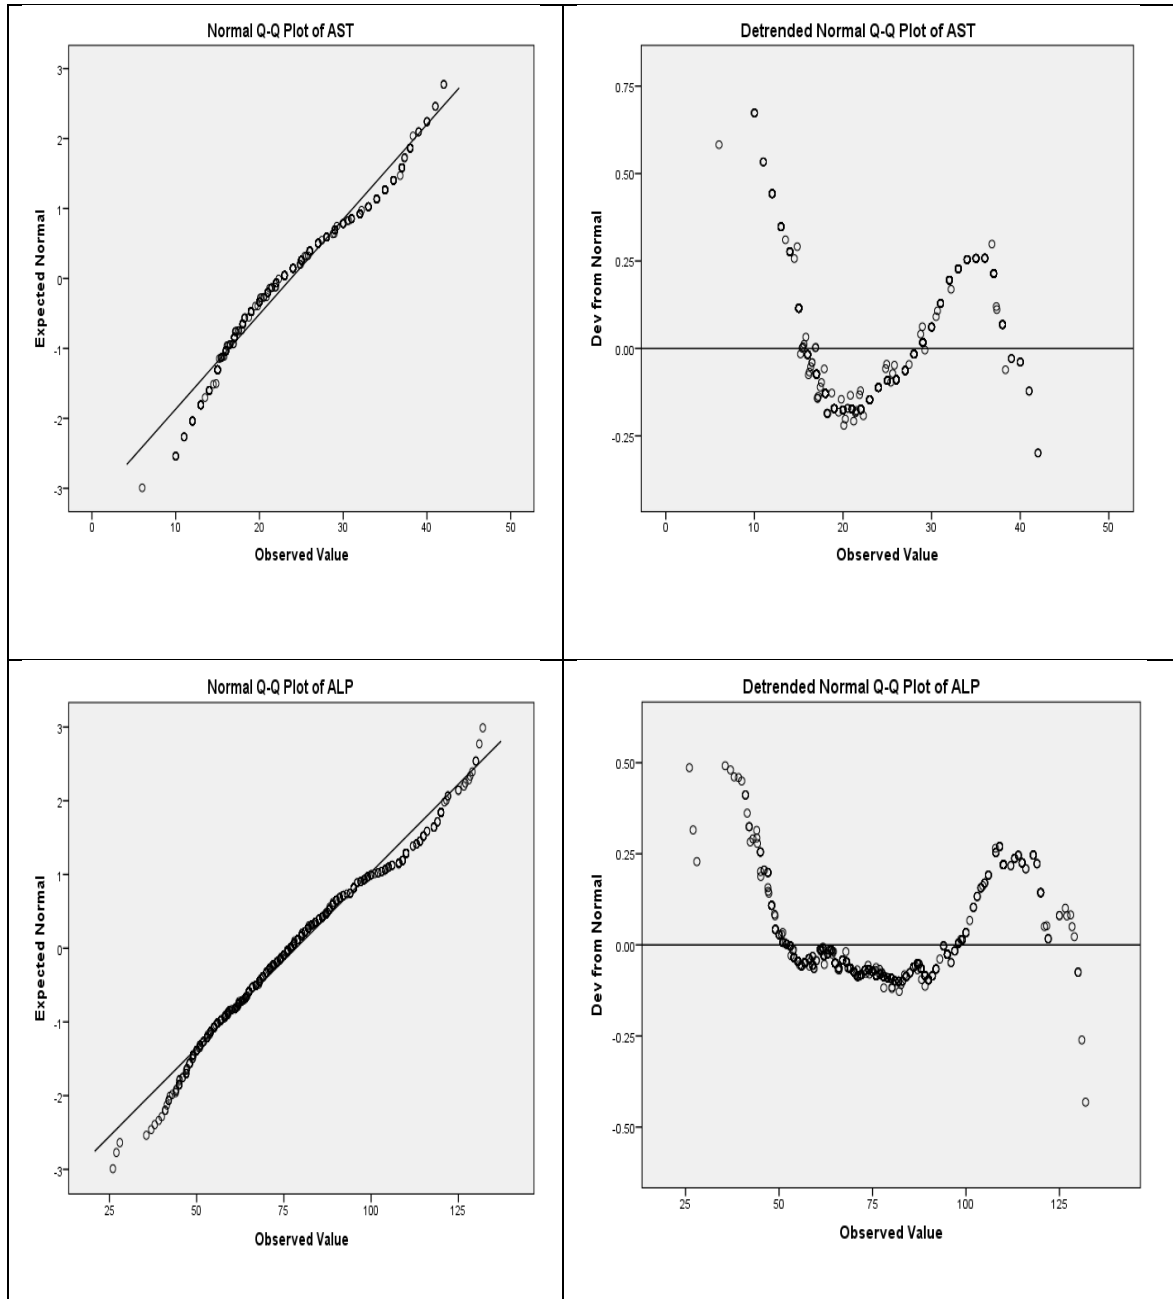 Normal Q-Q Plot of AST
3
2
1
0
-1
-2
-3
Expected Normal
0 10 20 30 40 50
Observed Value
Detrended Normal Q-Q Plot of AST
0.75
0.50
0.25
0.00
-0.25
Dev from Normal
0 10 20 30 40 50
Observed Value
Normal Q-Q Plot of ALP
3
2
1
0
-1
-2
-3
Expected Normal
25 50 75 100 125
Observed Value
Detrended Normal Q-Q Plot of ALP
0.50
0.25
0.00
-0.25
-0.50
Dev from Normal
25 50 75 100 125
Observed Value